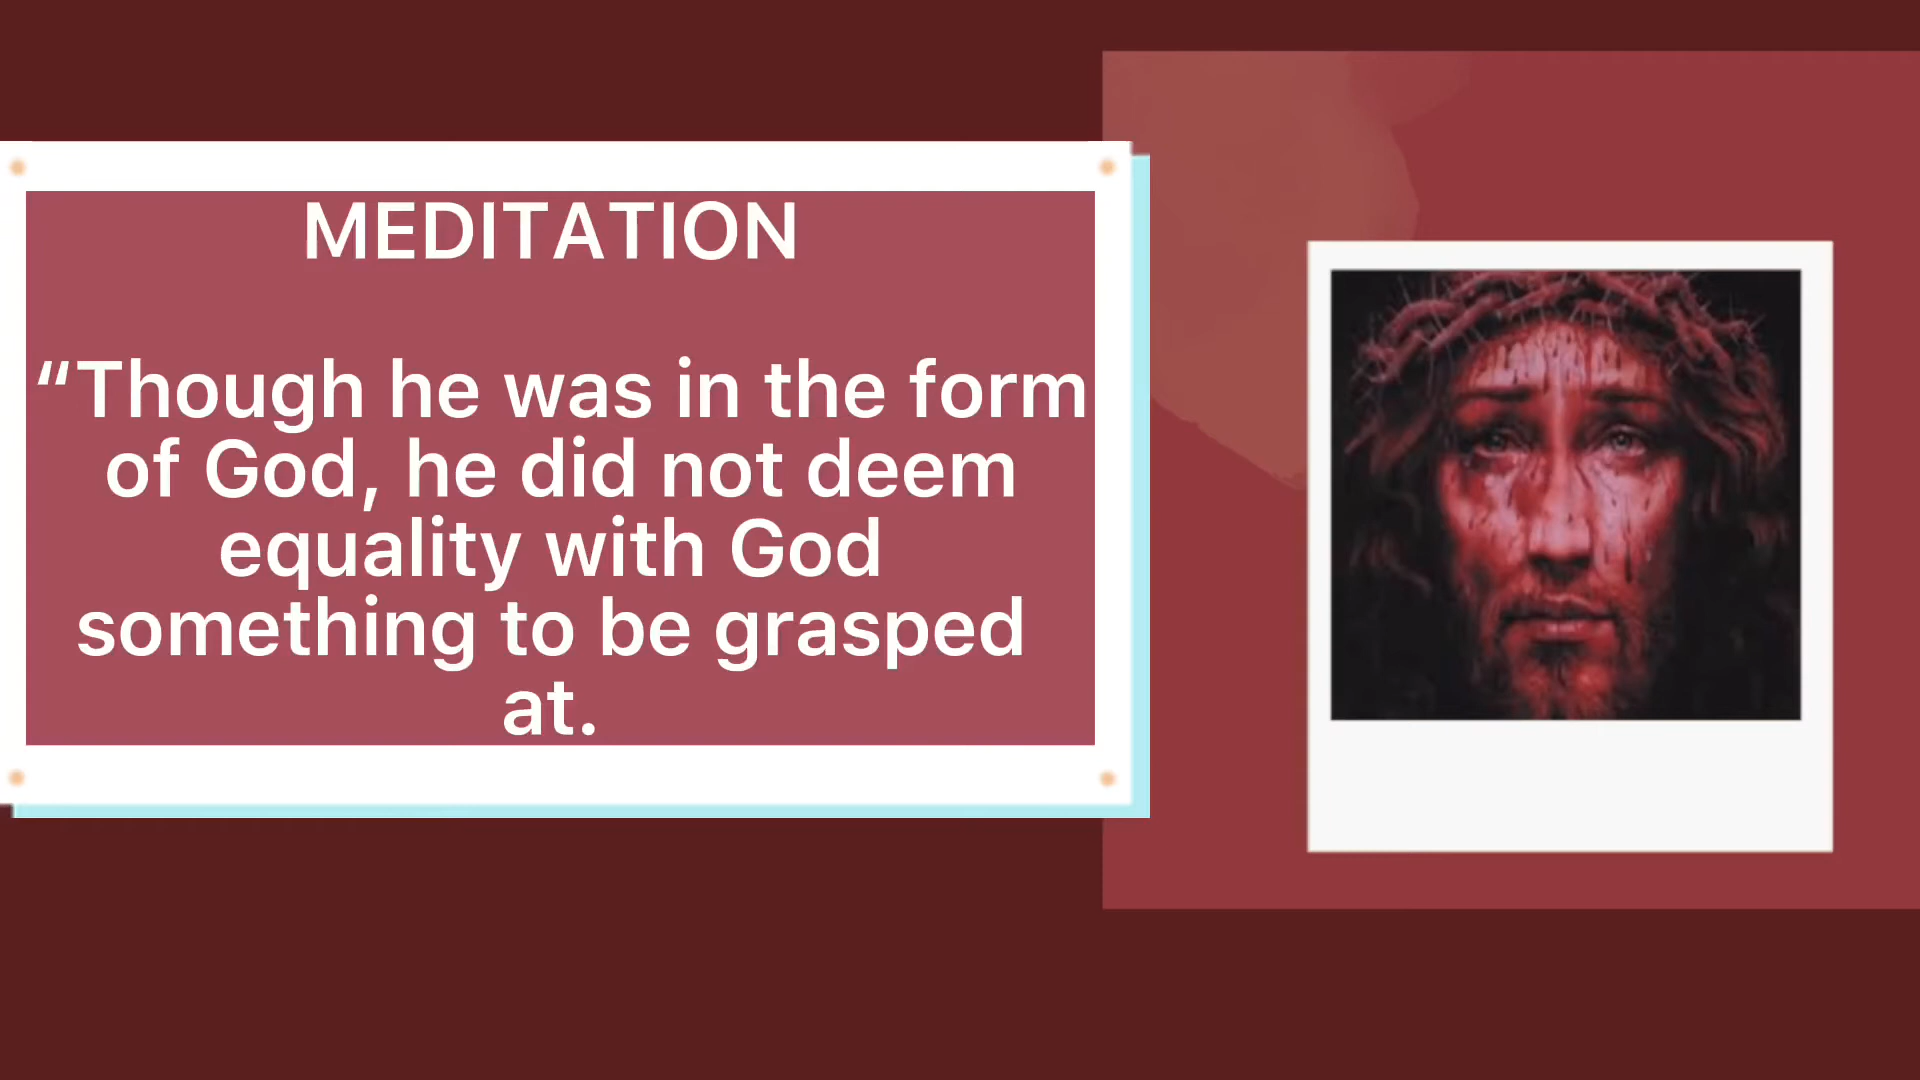 MEDITATION
“Though he was in the form
of God, he did not deem
equality with God
something to be grasped
at.